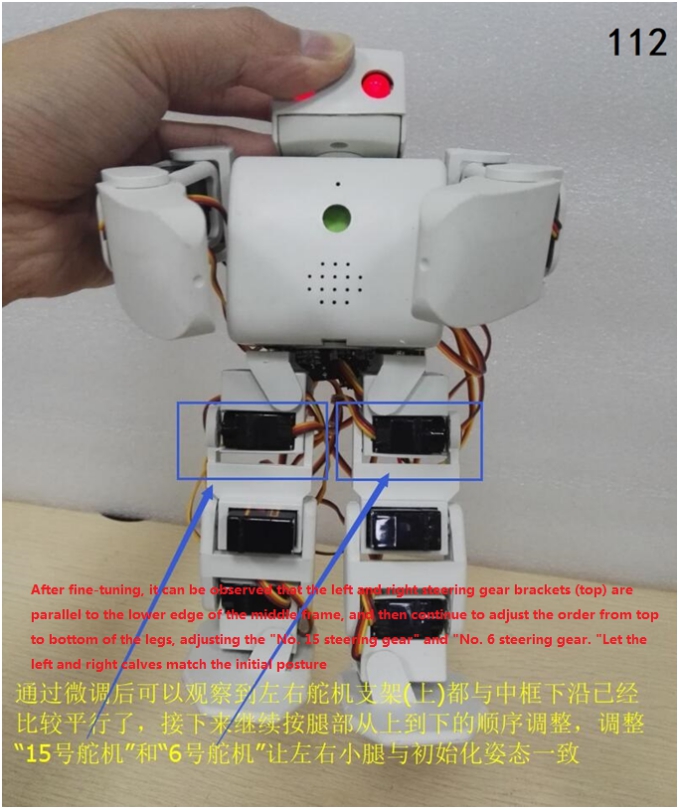 112
After fine-tuning, it can be observed that the left and right steering gear brackets (top) are
parallel to the lower edge of the middle frame, and then continue to adjust the order from top
to bottom of the legs, adjusting the "No. 15 steering gear" and "No. 6 steering gear. "Let the
left and right calves match the initial posture
通过微调后可以观察到左右舵机支架(上)都与中框下沿已经
比较平行了，接下来继续按腿部从上到下的顺序调整，调整
“15号舵机”和“6号舵机”让左右小腿与初始化姿态一致